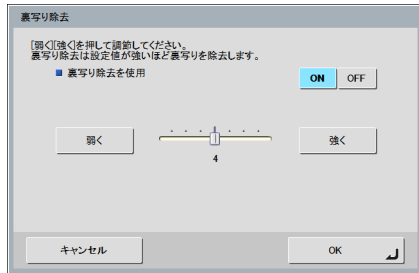 裏写り除去
[弱く][強く]を押して調節してください。
裏写り除去は設定値が強いほど裏写りを除去します。
■ 裏写り除去を使用
ON OFF
弱く
強く
4
キャンセル
OK